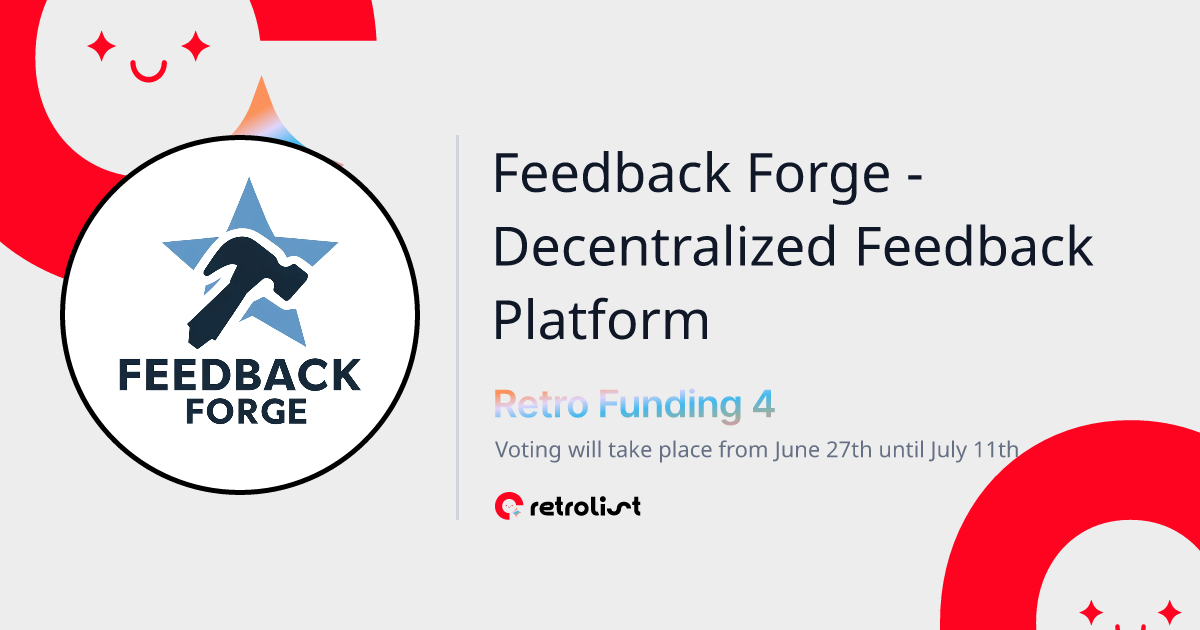 FEEDBACK
FORGE
Feedback Forge -
Decentralized Feedback
Platform
Retro Funding 4
Voting will take place from June 27th until July 11th
retrolist